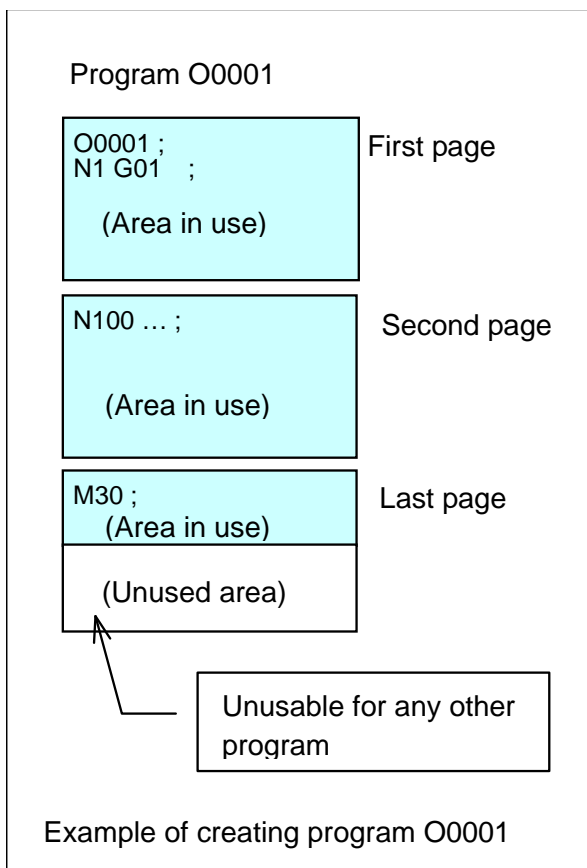 Program O0001
O0001 ;
N1 G01 ;
(Area in use)
First page
N100 … ;
(Area in use)
Second page
M30 ;
(Area in use)
(Unused area)
Last page
Unusable for any other
program
Example of creating program O0001